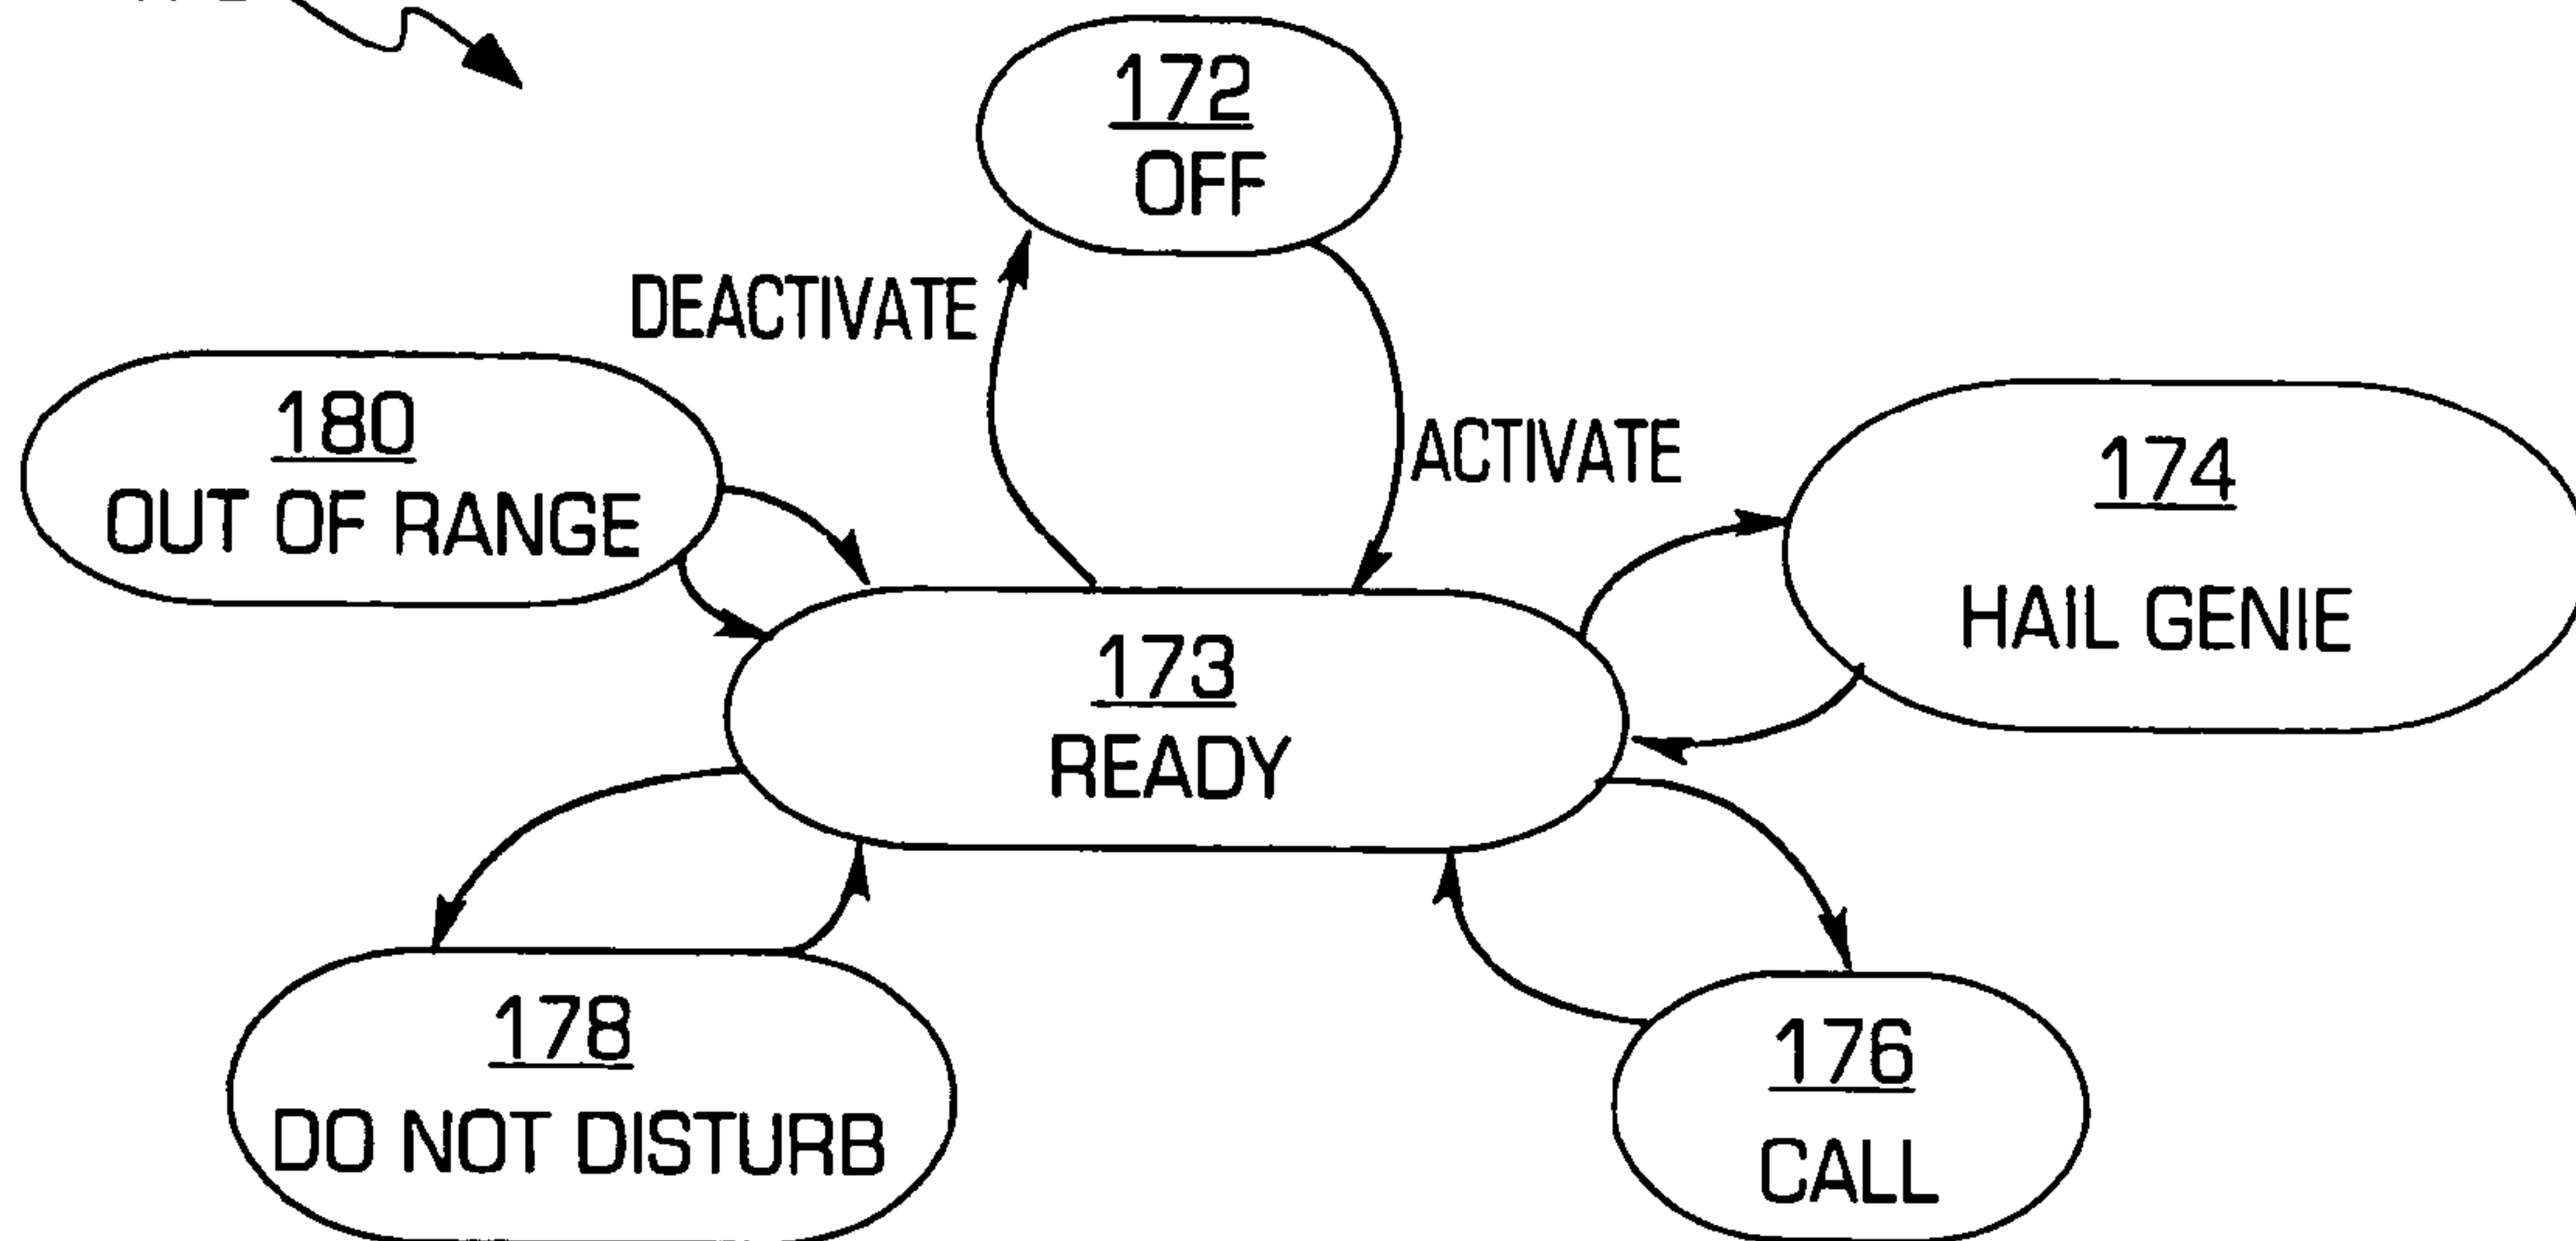 172
OFF
DEACTIVATE
ACTIVATE
180
OUT OF RANGE
174
HAIL GENIE
173
READY
178
DO NOT DISTURB
176
CALL